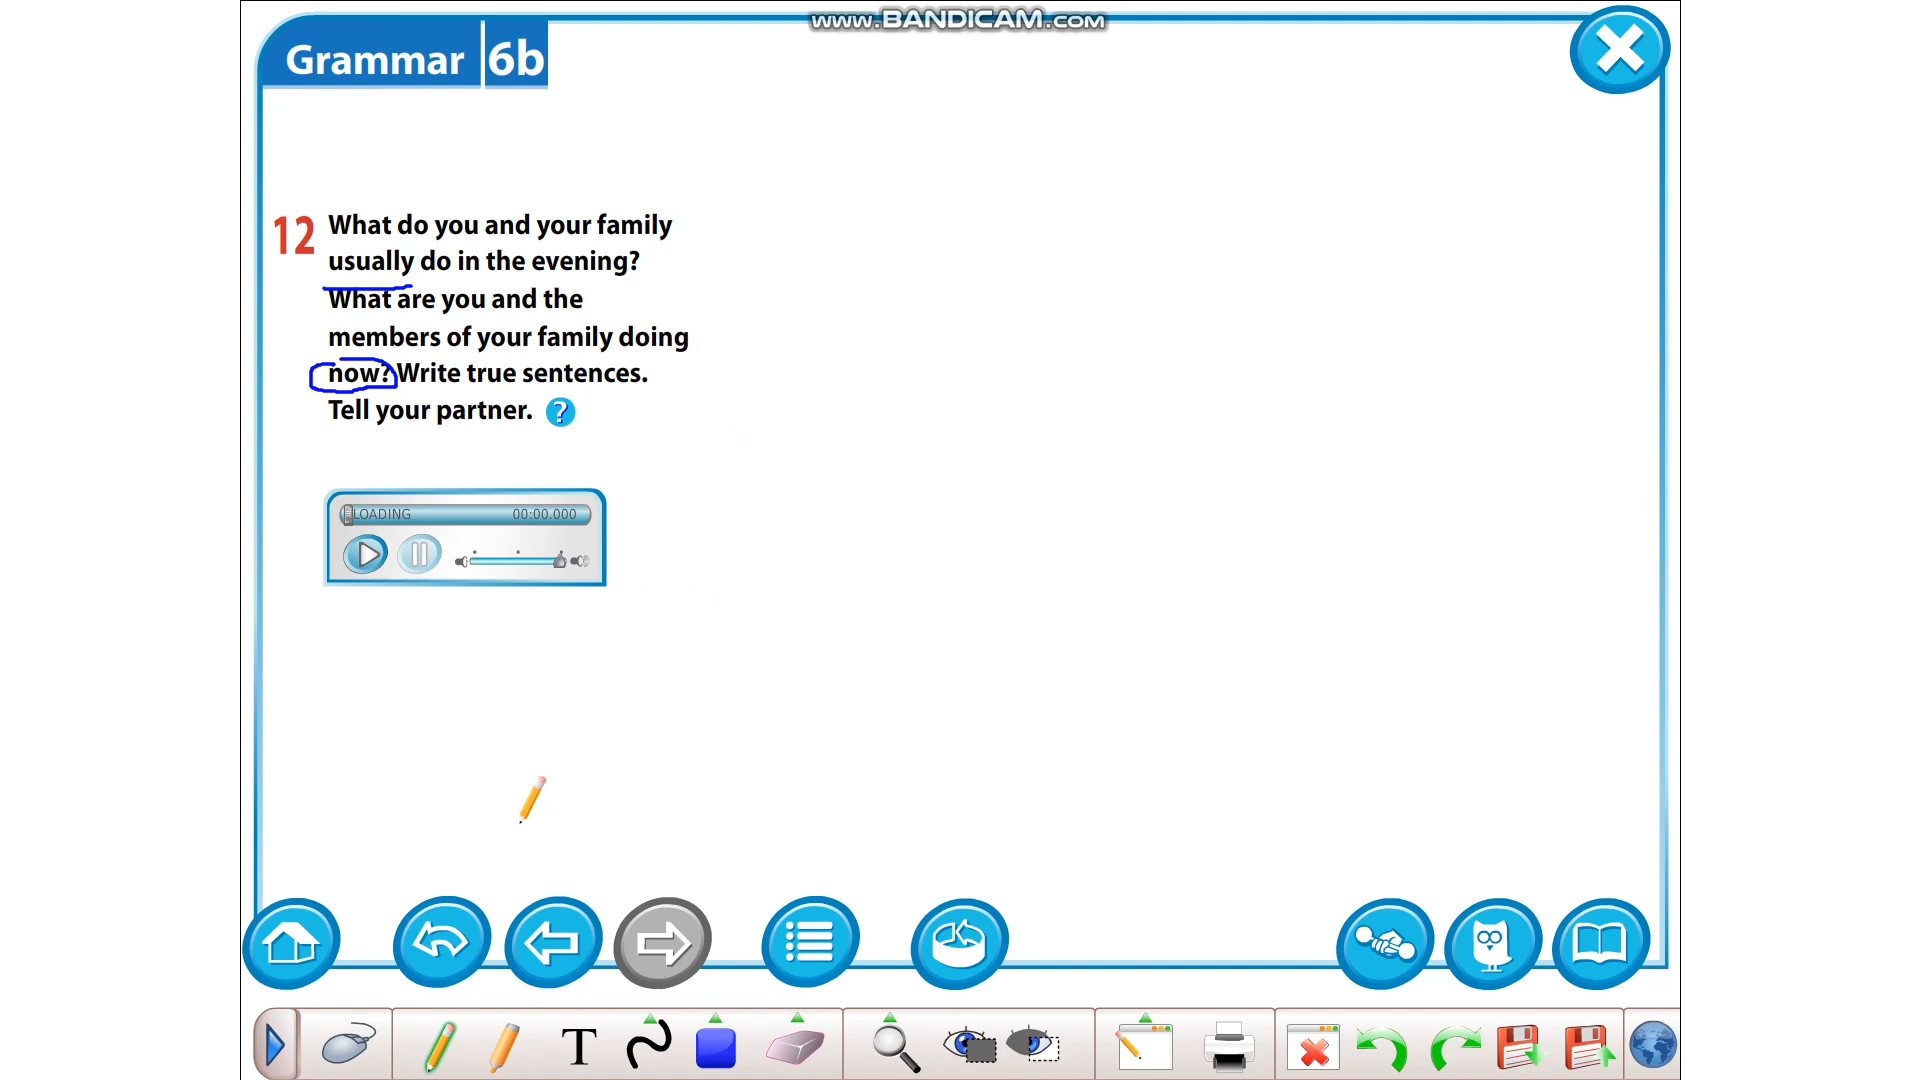 www.BANDICAM.com
Grammar 6b
12 What do you and your family
usually do in the evening?
What are you and the
members of your family doing
now? Write true sentences.
Tell your partner. ?
LOADING 00:00.000
T